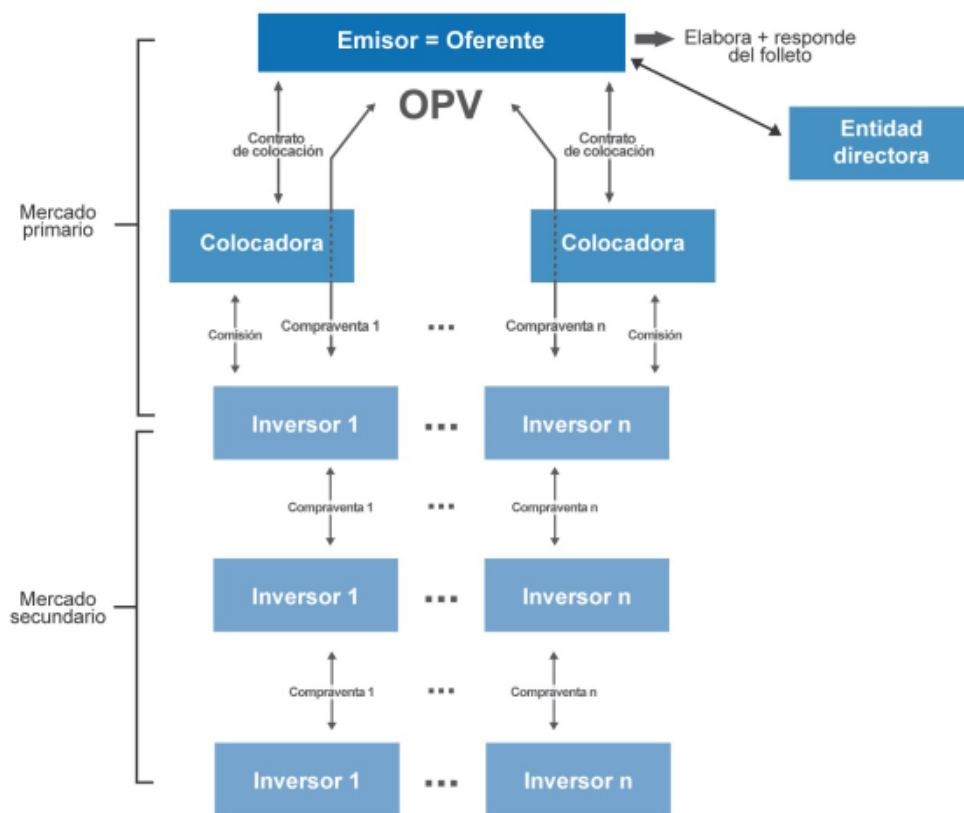 Emisor = Oferente
Elabora + responde
del folleto
OPV
Entidad
directora
Contrato
de colocación
Contrato
de colocación
Mercado
primario
Colocadora
Colocadora
Comisión
Compraventa 1
...
Compraventa n
Comisión
Inversor 1
...
Inversor n
Compraventa 1
...
Compraventa n
Mercado
secundario
Inversor 1
...
Inversor n
Compraventa 1
...
Compraventa n
Inversor 1
...
Inversor n